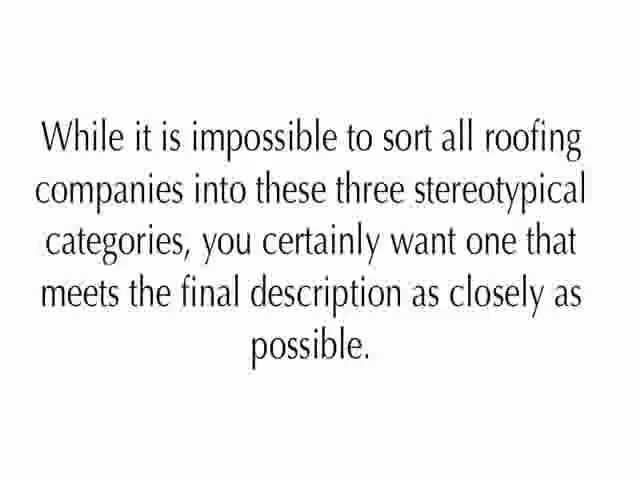 While it is impossible to sort all roofing
companies into these three stereotypical
categories, you certainly want one that
meets the final description as closely as
possible.